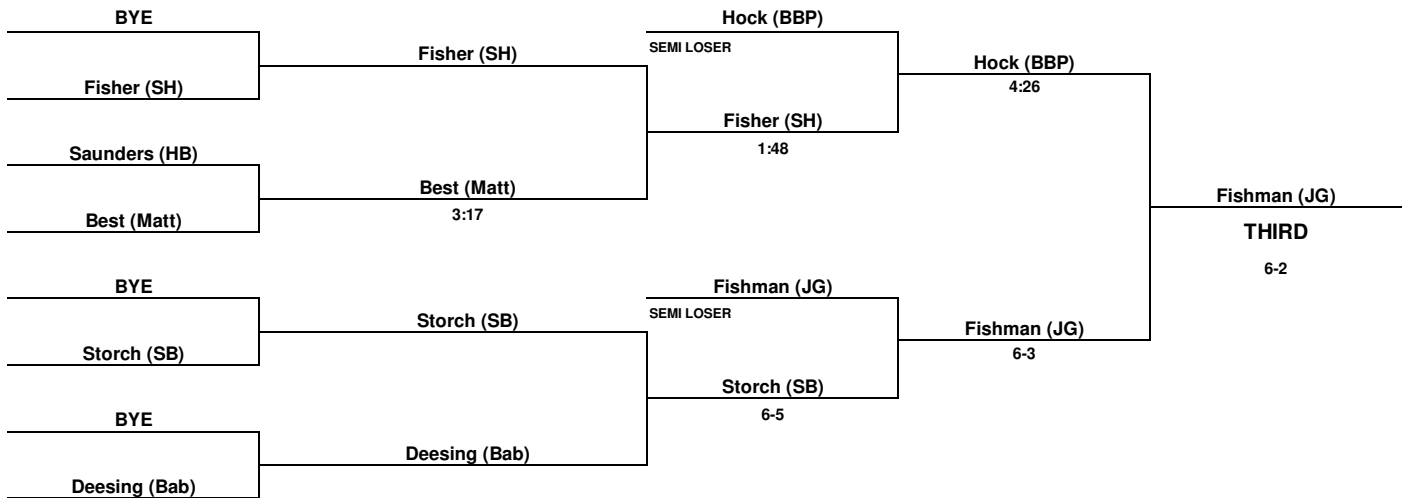 BYE
Hock (BBP)
Fisher (SH)
SEMI LOSER
Hock (BBP)
Fisher (SH)
4:26
Fisher (SH)
Saunders (HB)
1:48
Best (Matt)
Fishman (JG)
Best (Matt)
3:17
THIRD
6-2
BYE
Fishman (JG)
Storch (SB)
SEMI LOSER
Fishman (JG)
Storch (SB)
6-3
Storch (SB)
BYE
6-5
Deesing (Bab)
Deesing (Bab)